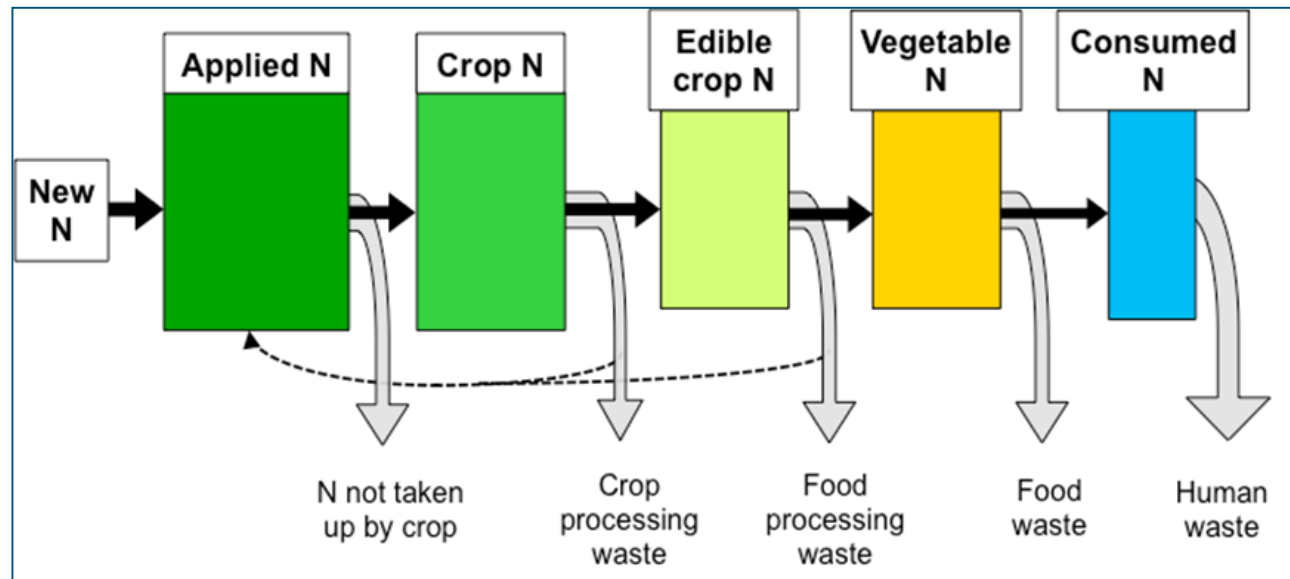 New
N
Applied N
Crop N
Edible
crop N
Vegetable
N
Consumed
N
N not taken
up by crop
Crop
processing
waste
Food
processing
waste
Food
waste
Human
waste